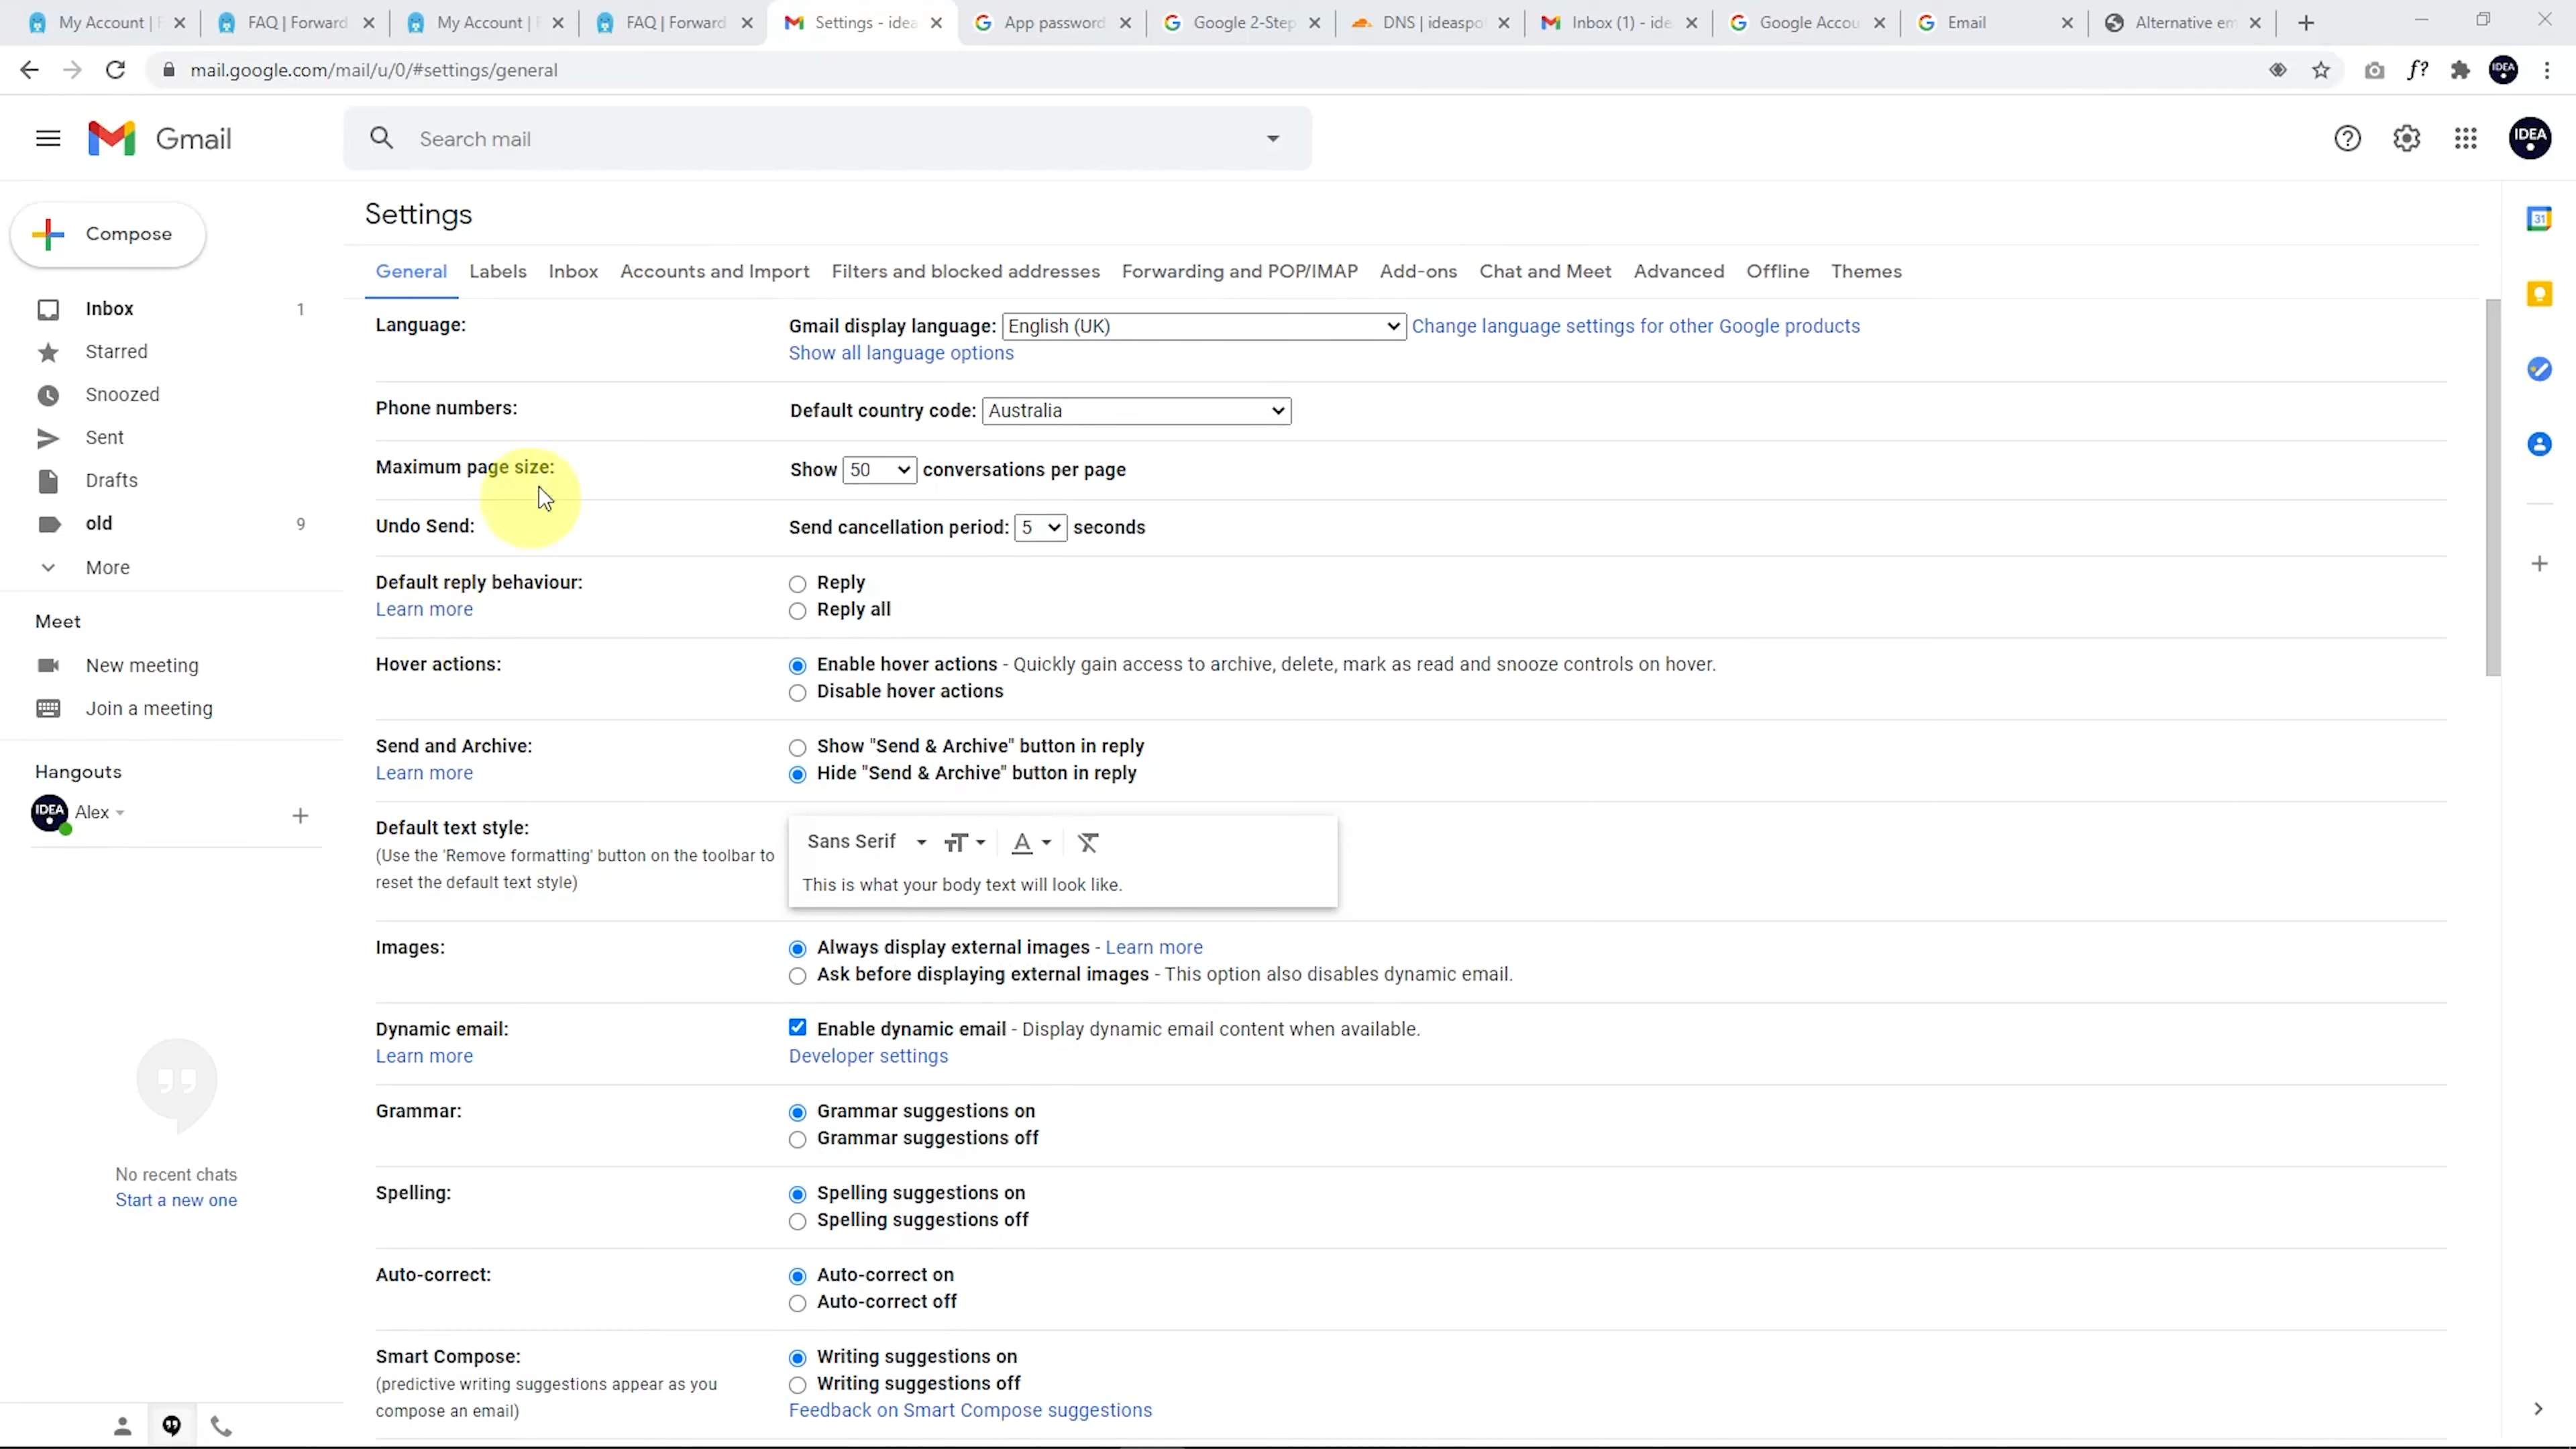 My Account | F
FAQ | Forward
My Account | F
FAQ | Forward
Settings - idea
App password
Google 2-Step
DNS | ideaspo
Inbox (1) - ide
Google Accou
Email
Alternative em
mail.google.com/mail/u/0/#settings/general
f?
IDEA
Gmail
Search mail
IDEA
Settings
Compose
General Labels Inbox Accounts and Import Filters and blocked addresses Forwarding and POP/IMAP Add-ons Chat and Meet Advanced Offline Themes
Inbox 1
Starred
Snoozed
Sent
Drafts
old 9
More
Meet
New meeting
Join a meeting
Hangouts
IDEA
Alex
No recent chats
Start a new one
Language:
Gmail display language: English (UK) Change language settings for other Google products
Show all language options
Phone numbers:
Default country code: Australia
Maximum page size:
Show 50 conversations per page
Undo Send:
Send cancellation period: 5 seconds
Default reply behaviour:
Learn more
Reply
Reply all
Hover actions:
Enable hover actions - Quickly gain access to archive, delete, mark as read and snooze controls on hover.
Disable hover actions
Send and Archive:
Learn more
Show "Send & Archive" button in reply
Hide "Send & Archive" button in reply
Default text style:
(Use the 'Remove formatting' button on the toolbar to
reset the default text style)
Sans Serif
This is what your body text will look like.
Images:
Always display external images - Learn more
Ask before displaying external images - This option also disables dynamic email.
Dynamic email:
Learn more
Enable dynamic email - Display dynamic email content when available.
Developer settings
Grammar:
Grammar suggestions on
Grammar suggestions off
Spelling:
Spelling suggestions on
Spelling suggestions off
Auto-correct:
Auto-correct on
Auto-correct off
Smart Compose:
(predictive writing suggestions appear as you
compose an email)
Writing suggestions on
Writing suggestions off
Feedback on Smart Compose suggestions
31